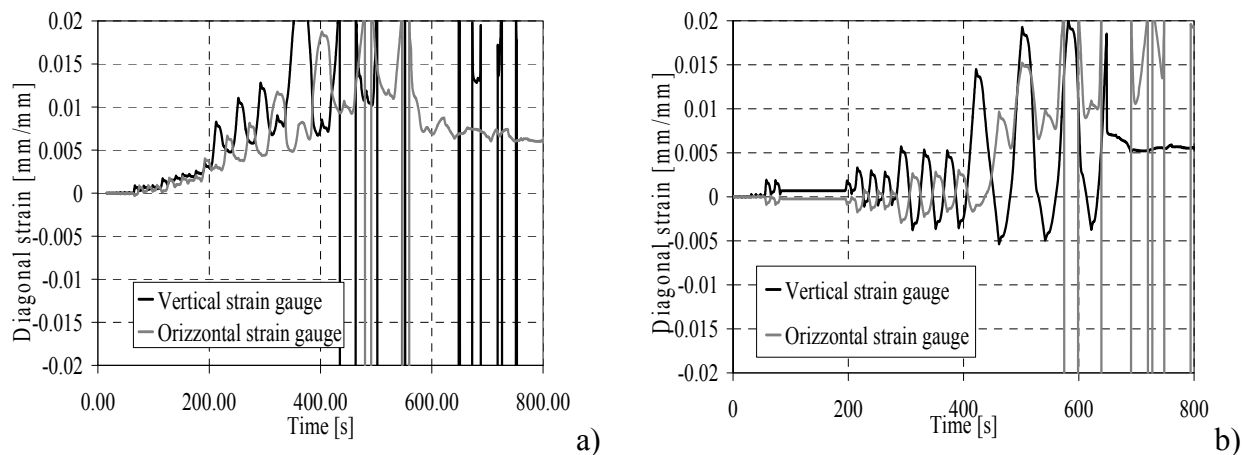 Diagonal strain [mm/mm]
0.02
0.015
0.01
0.005
0
-0.005
-0.01
-0.015
-0.02
Vertical strain gauge
Orizzontal strain gauge
0.00
200.00
400.00
600.00
800.00
Time [s]
a)
Diagonal strain [mm/mm]
0.02
0.015
0.01
0.005
0
-0.005
-0.01
-0.015
-0.02
Vertical strain gauge
Orizzontal strain gauge
0
200
400
600
800
Time [s]
b)